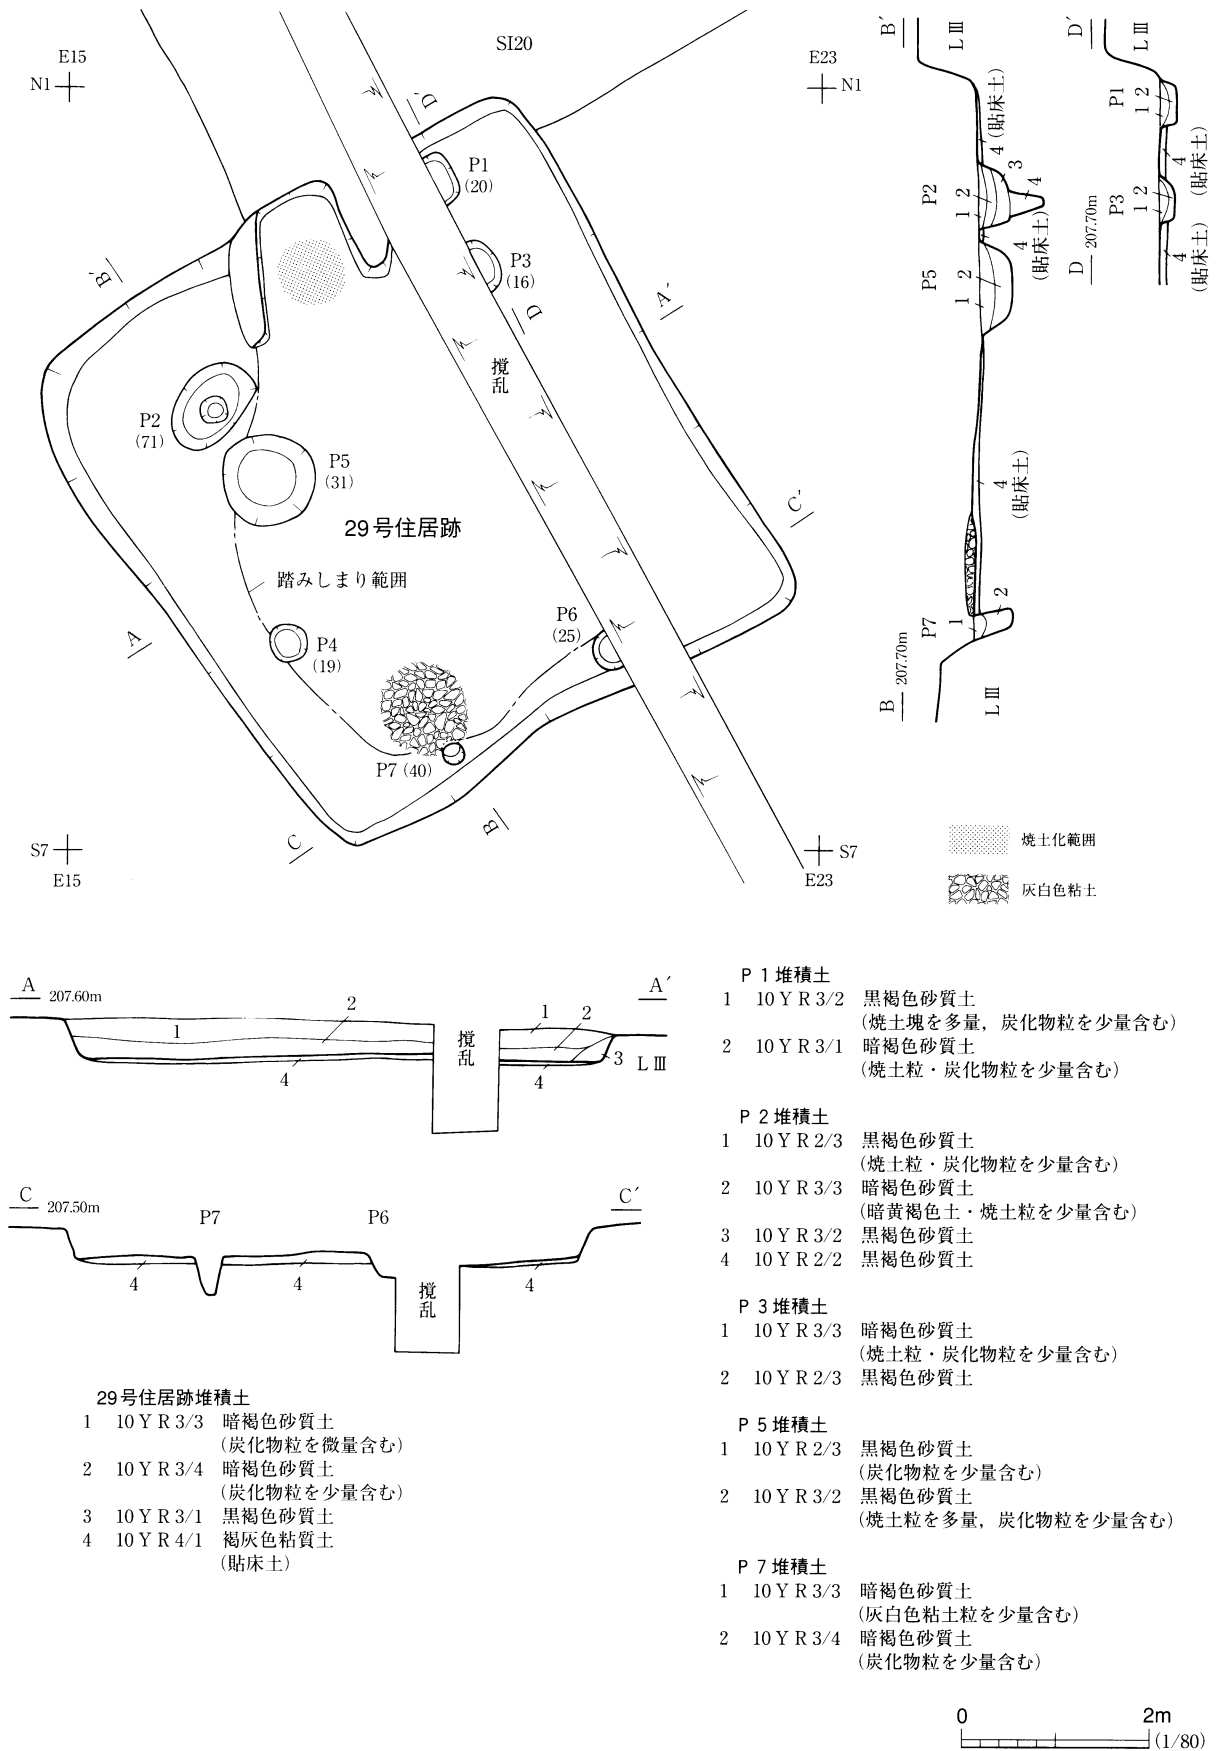 SI20
E15
N1
E23
N1
P1
(20)
P3
(16)
D´
D
B´
A´
C´
P2
(71)
P5
(31)
撹乱
29号住居跡
踏みしまり範囲
P4
(19)
P6
(25)
P7 (40)
A
B
C
S7
E15
S7
E23
B´
LⅢ
4 (貼床土)
P2
1 2
3
4
4
(貼床土)
P5
1 2
4
(貼床土)
P7
1
2
B 207.70m
LⅢ
D´
LⅢ
P1
1 2
4
(貼床土)
P3
1 2
4
(貼床土)
D 207.70m
焼土化範囲
灰白色粘土
A 207.60m
A´
1
2
1
2
撹乱
3
LⅢ
4
4
C 207.50m
C´
P7
P6
4
4
撹乱
4
29号住居跡堆積土
1 10YR3/3 暗褐色砂質土
(炭化物粒を微量含む)
2 10YR3/4 暗褐色砂質土
(炭化物粒を少量含む)
3 10YR3/1 黒褐色砂質土
4 10YR4/1 褐灰色粘質土
(貼床土)
P1堆積土
1 10YR3/2 黒褐色砂質土
(焼土塊を多量，炭化物粒を少量含む)
2 10YR3/1 暗褐色砂質土
(焼土粒・炭化物粒を少量含む)
P2堆積土
1 10YR2/3 黒褐色砂質土
(焼土粒・炭化物粒を少量含む)
2 10YR3/3 暗褐色砂質土
(暗黄褐色土・焼土粒を少量含む)
3 10YR3/2 黒褐色砂質土
4 10YR2/2 黒褐色砂質土
P3堆積土
1 10YR3/3 暗褐色砂質土
(焼土粒・炭化物粒を少量含む)
2 10YR2/3 黒褐色砂質土
P5堆積土
1 10YR2/3 黒褐色砂質土
(炭化物粒を少量含む)
2 10YR3/2 黒褐色砂質土
(焼土粒を多量，炭化物粒を少量含む)
P7堆積土
1 10YR3/3 暗褐色砂質土
(灰白色粘土粒を少量含む)
2 10YR3/4 暗褐色砂質土
(炭化物粒を少量含む)
0 2m
(1/80)